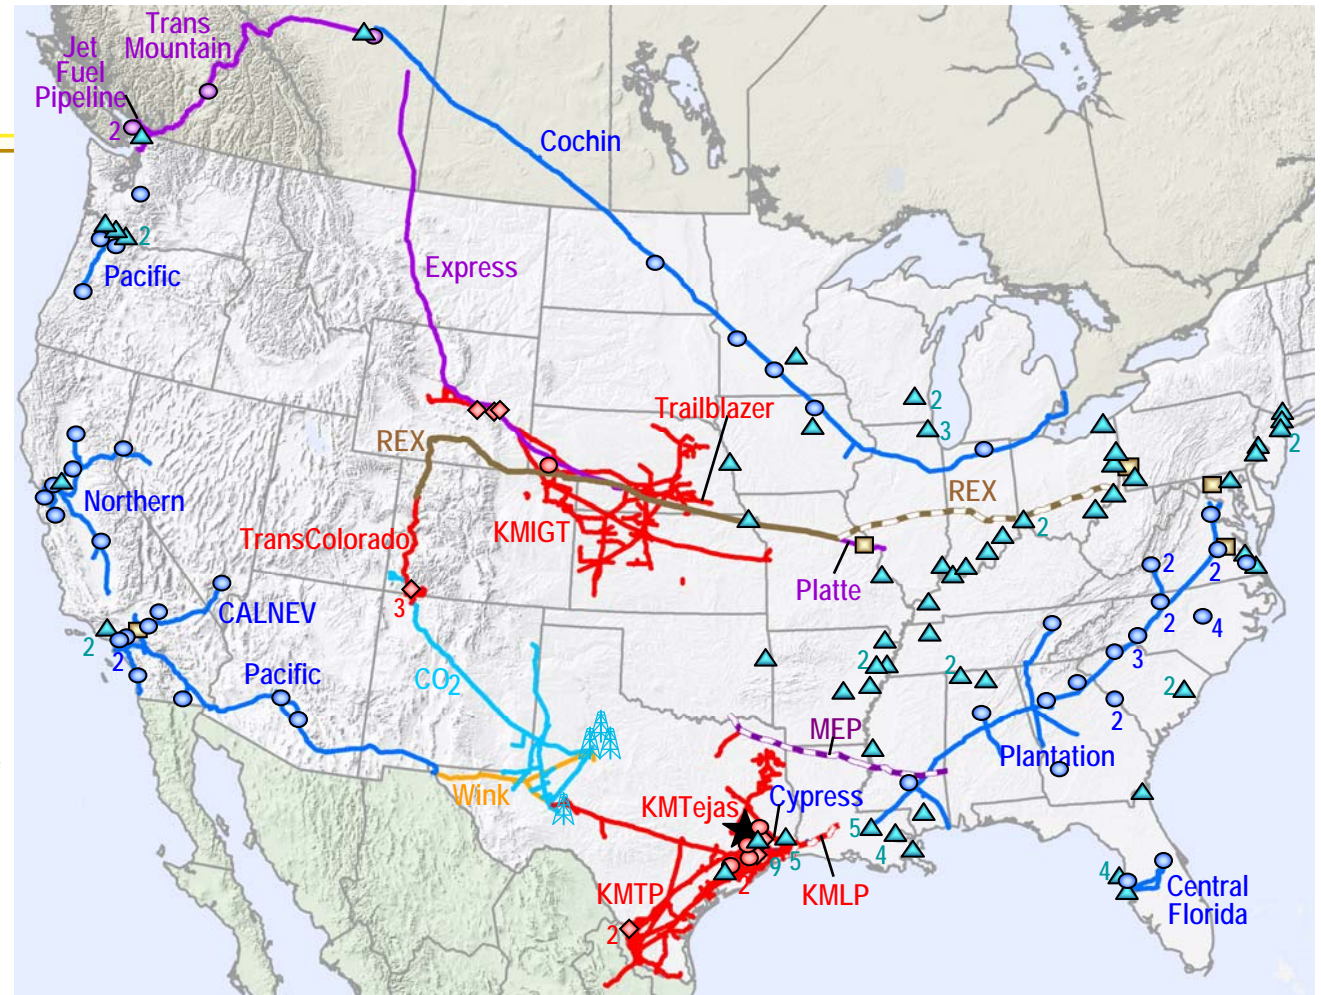 Trans
Mountain
Jet
Fuel
Pipeline
2
Cochin
2
Pacific
Express
2
3
Trailblazer
REX
2
Northern
TransColorado
KMIGT
REX
2
Platte
2
2
3
CALNEV
2
4
2
2
3
Pacific
CO2
2
2
2
2
MEP
Plantation
Wink
KMTejas
Cypress
5
5
4
9
2
KMTP
KMLP
4
Central
Florida
2